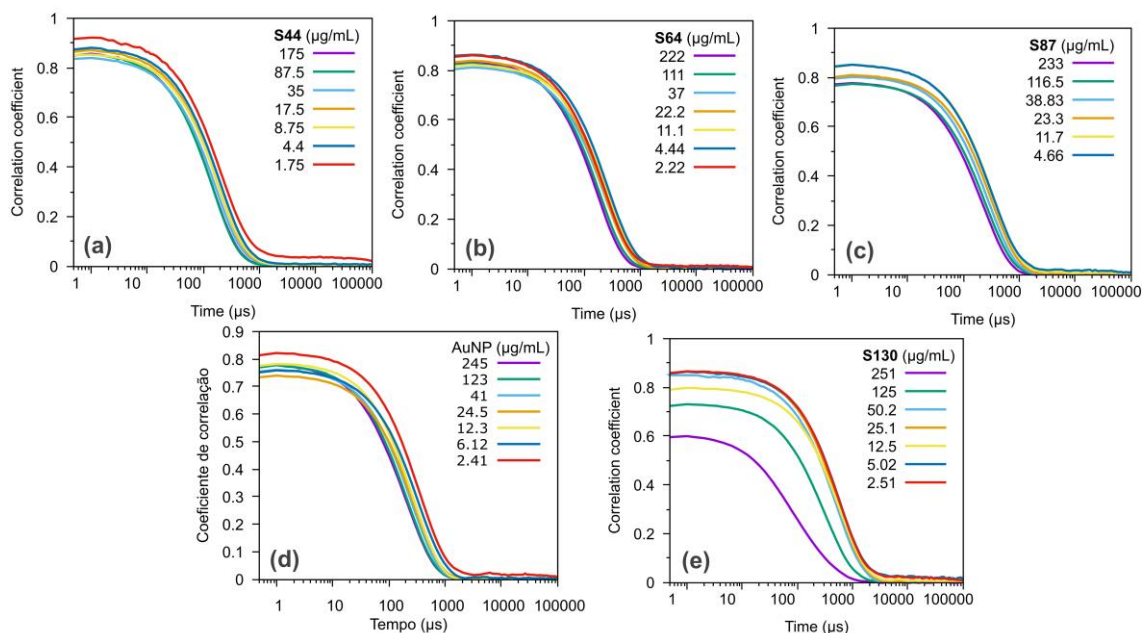 S44 (µg/mL)
175
87.5
35
17.5
8.75
4.4
1.75
Correlation coefficient
1
0.8
0.6
0.4
0.2
0
(a)
1 10 100 1000 100000
Time (µs)
S64 (µg/mL)
222
111
37
22.2
11.1
4.44
2.22
Correlation coefficient
1
0.8
0.6
0.4
0.2
0
(b)
1 10 100 1000 10000 100000
Time (µs)
S87 (µg/mL)
233
116.5
38.83
23.3
11.7
4.66
Correlation coefficient
1
0.8
0.6
0.4
0.2
0
(c)
1 10 100 1000 10000 100000
Time (µs)
AuNP (µg/mL)
245
123
41
24.5
12.3
6.12
2.41
Coeficiente de correlação
0.9
0.8
0.7
0.6
0.5
0.4
0.3
0.2
0.1
0
(d)
1 10 100 1000 10000 100000
Tempo (µs)
S130 (µg/mL)
251
125
50.2
25.1
12.5
5.02
2.51
Correlation coefficient
1
0.8
0.6
0.4
0.2
0
(e)
1 10 100 1000 10000 100000
Time (µs)